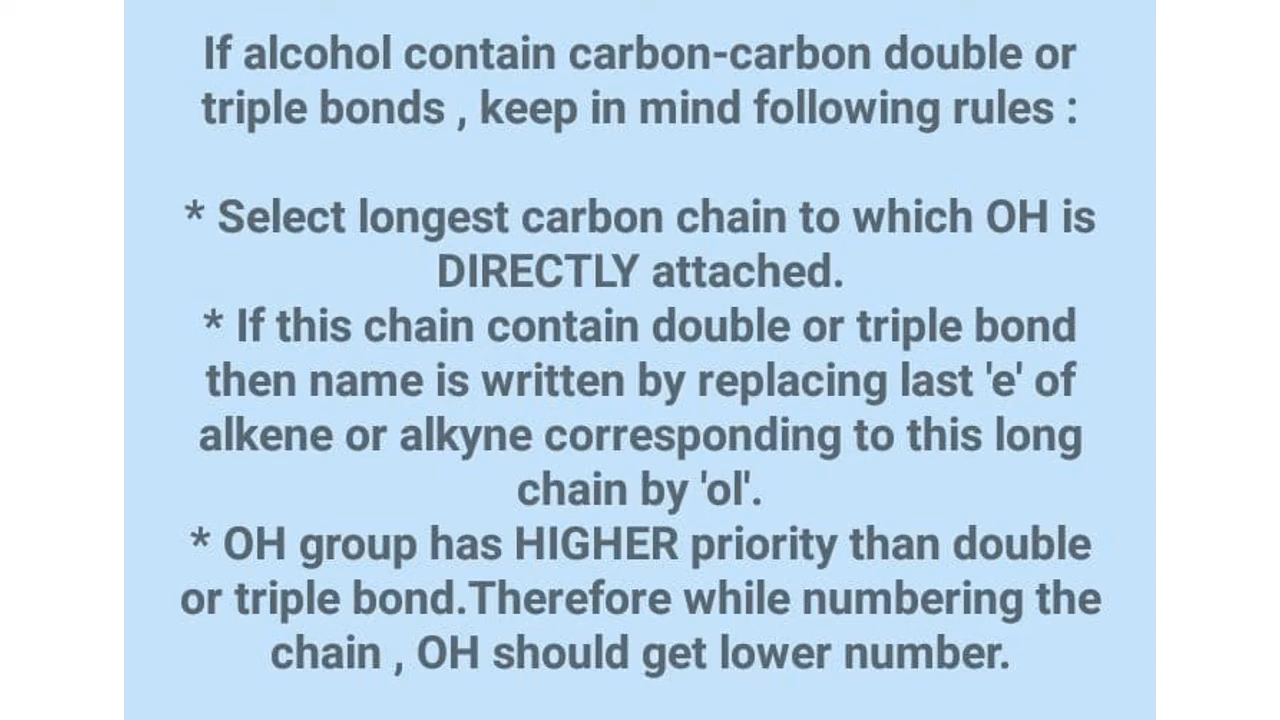 If alcohol contain carbon-carbon double or
triple bonds , keep in mind following rules :
* Select longest carbon chain to which OH is
DIRECTLY attached.
* If this chain contain double or triple bond
then name is written by replacing last 'e' of
alkene or alkyne corresponding to this long
chain by 'ol'.
* OH group has HIGHER priority than double
or triple bond.Therefore while numbering the
chain , OH should get lower number.